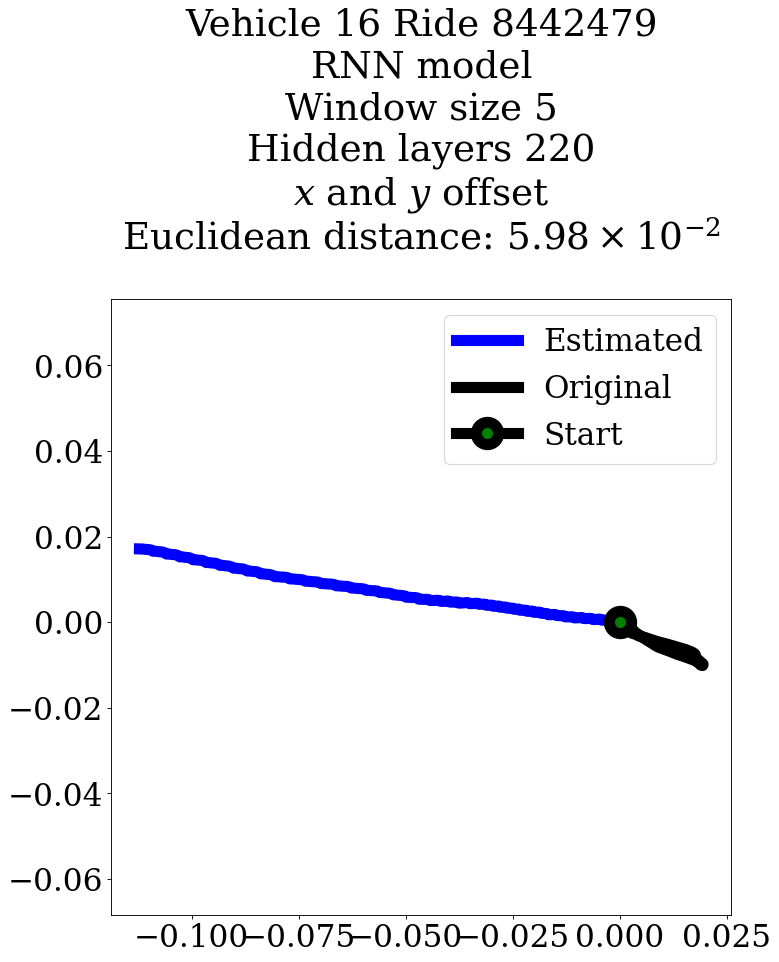 Vehicle 16 Ride 8442479
RNN model
Window size 5
Hidden layers 220
x and y offset
Euclidean distance: 5.98 × 10⁻²
Estimated
Original
Start
0.06
0.04
0.02
0.00
−0.02
−0.04
−0.06
−0.100 −0.075 −0.050 −0.025 0.000 0.025